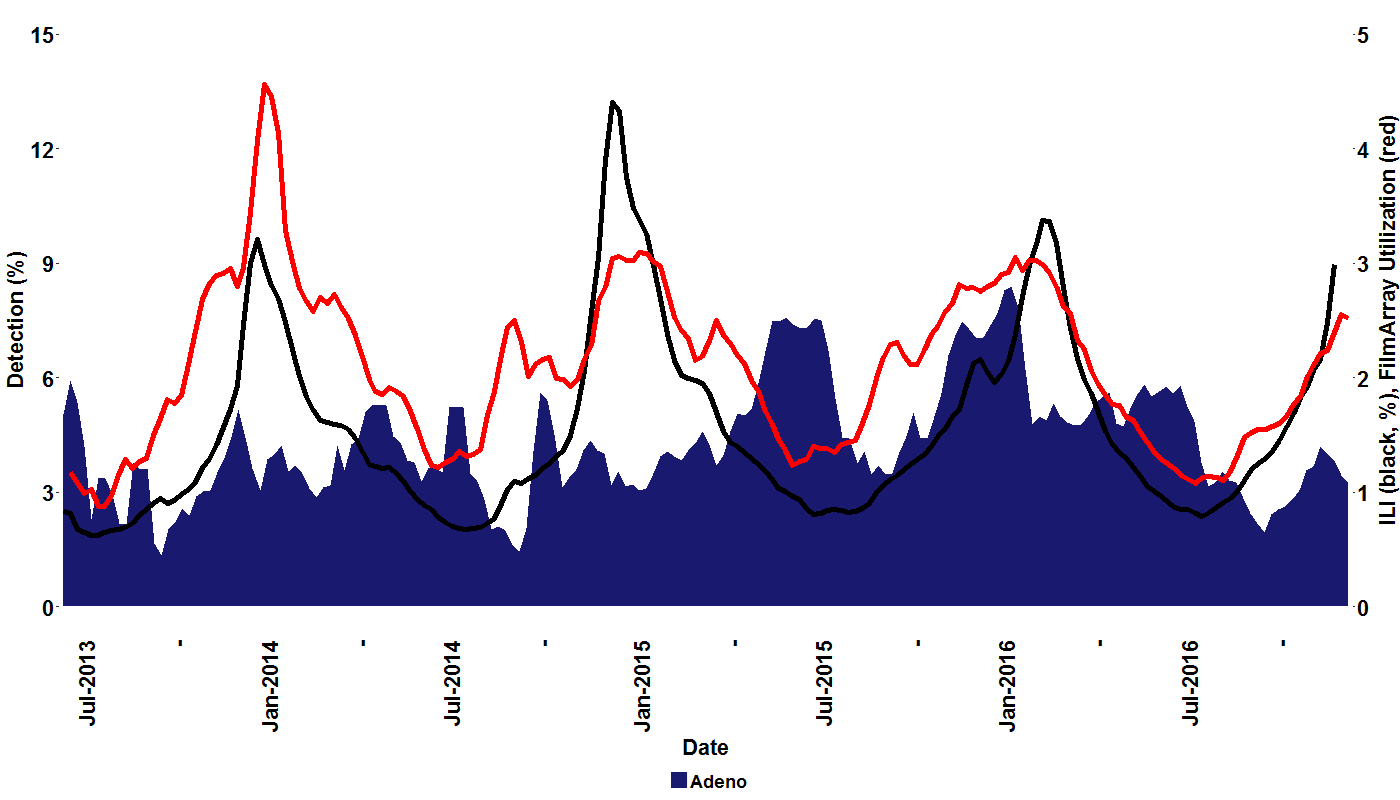 15
12
9
6
3
0
Detection (%)
5
4
3
2
1
0
ILI (black, %), FilmArray Utilization (red)
Jul-2013
-
Jan-2014
-
Jul-2014
-
Jan-2015
-
Jul-2015
-
Jan-2016
-
Jul-2016
-
Date
Adeno